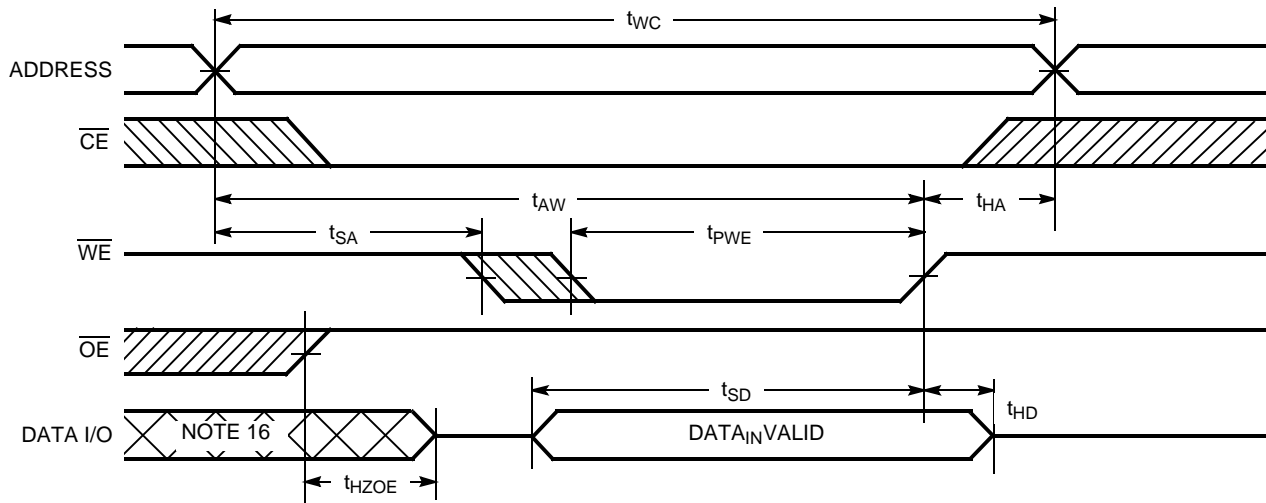 tWC
ADDRESS
CE
tAW
tHA
tSA
tPWE
WE
OE
tSD
tHD
DATA I/O
NOTE 16
DATAINVALID
tHZOE